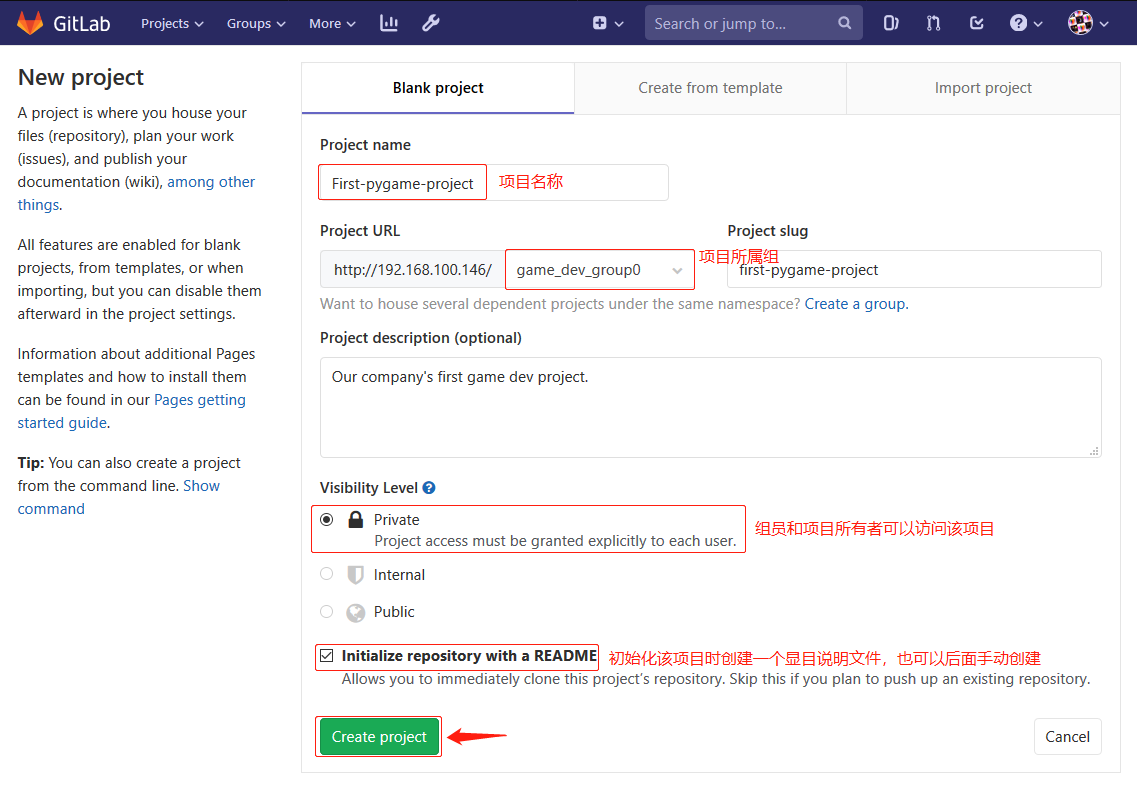 GitLab Projects Groups More Search or jump to...
New project
A project is where you house your
files (repository), plan your work
(issues), and publish your
documentation (wiki), among other
things.
All features are enabled for blank
projects, from templates, or when
importing, but you can disable them
afterward in the project settings.
Information about additional Pages
templates and how to install them
can be found in our Pages getting
started guide.
Tip: You can also create a project
from the command line. Show
command
Blank project Create from template Import project
Project name
First-pygame-project 项目名称
Project URL Project slug
项目所属组
http://192.168.100.146/ game_dev_group0 first-pygame-project
Want to house several dependent projects under the same namespace? Create a group.
Project description (optional)
Our company's first game dev project.
Visibility Level ?
Private
Project access must be granted explicitly to each user.
组员和项目所有者可以访问该项目
Internal
Public
Initialize repository with a README 初始化该项目时创建一个显目说明文件，也可以后面手动创建
Allows you to immediately clone this project’s repository. Skip this if you plan to push up an existing repository.
Create project Cancel